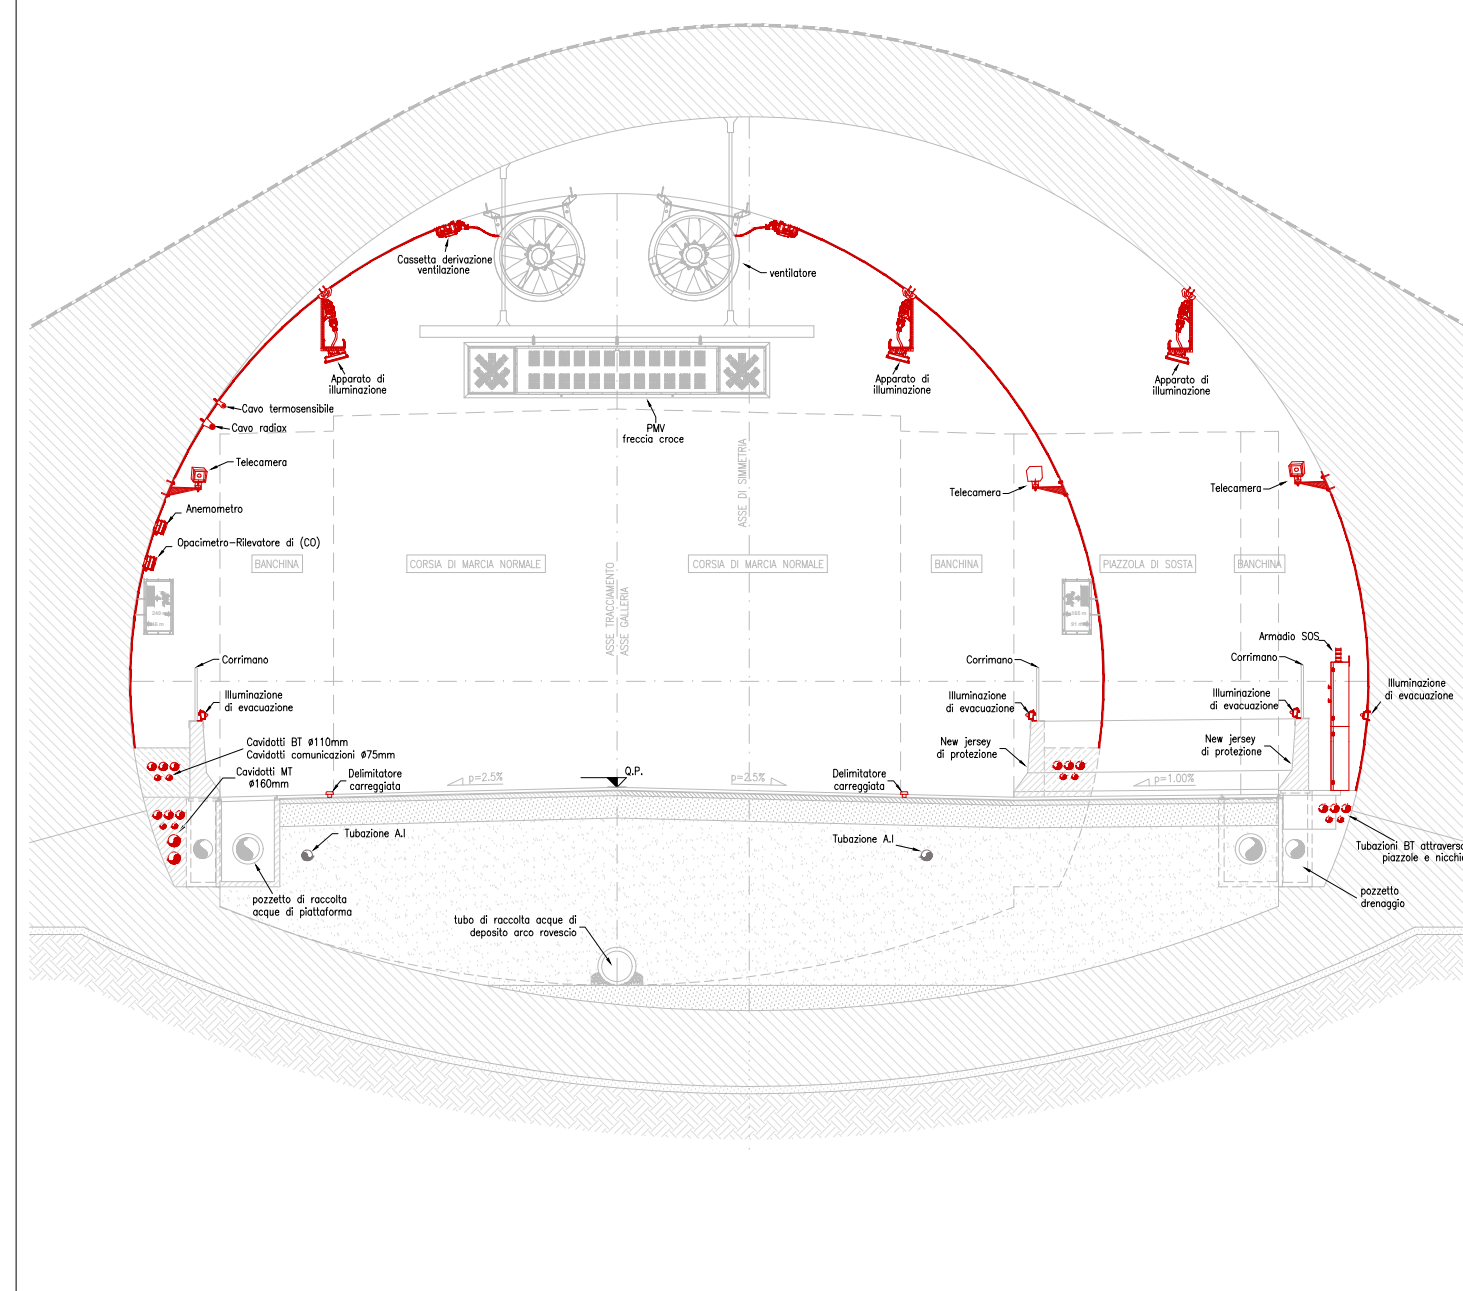 Cassetta derivazione
ventilazione
ventilatore
Apparato di
illuminazione
Apparato di
illuminazione
Apparato di
illuminazione
Cavo termosensibile
Cavo radiax
PMV
freccia croce
ASSE DI SIMMETRIA
Telecamera
Telecamera
Telecamera
Anemometro
Opacimetro-Rilevatore di (CO)
BANCHINA
CORSIA DI MARCIA NORMALE
CORSIA DI MARCIA NORMALE
BANCHINA
PIAZZOLA DI SOSTA
BANCHINA
ASSE TRACCIAMENTO
ASSE GALLERIA
Armadio SOS
Corrimano
Corrimano
Corrimano
Illuminazione
di evacuazione
Illuminazione
di evacuazione
Illuminazione
di evacuazione
Illuminazione
di evacuazione
Cavidotti BT ø110mm
Cavidotti comunicazioni ø75mm
New jersey
di protezione
New jersey
di protezione
Cavidotti MT
ø160mm
Delimitatore
carreggiata
p=2.5%
Q.P.
p=2.5%
Delimitatore
carreggiata
p=1.00%
Tubazione A.I
Tubazione A.I
Tubazioni BT attraverso
piazzole e nicchie
pozzetto di raccolta
acque di piattaforma
pozzetto
drenaggio
tubo di raccolta acque di
deposito arco rovescio